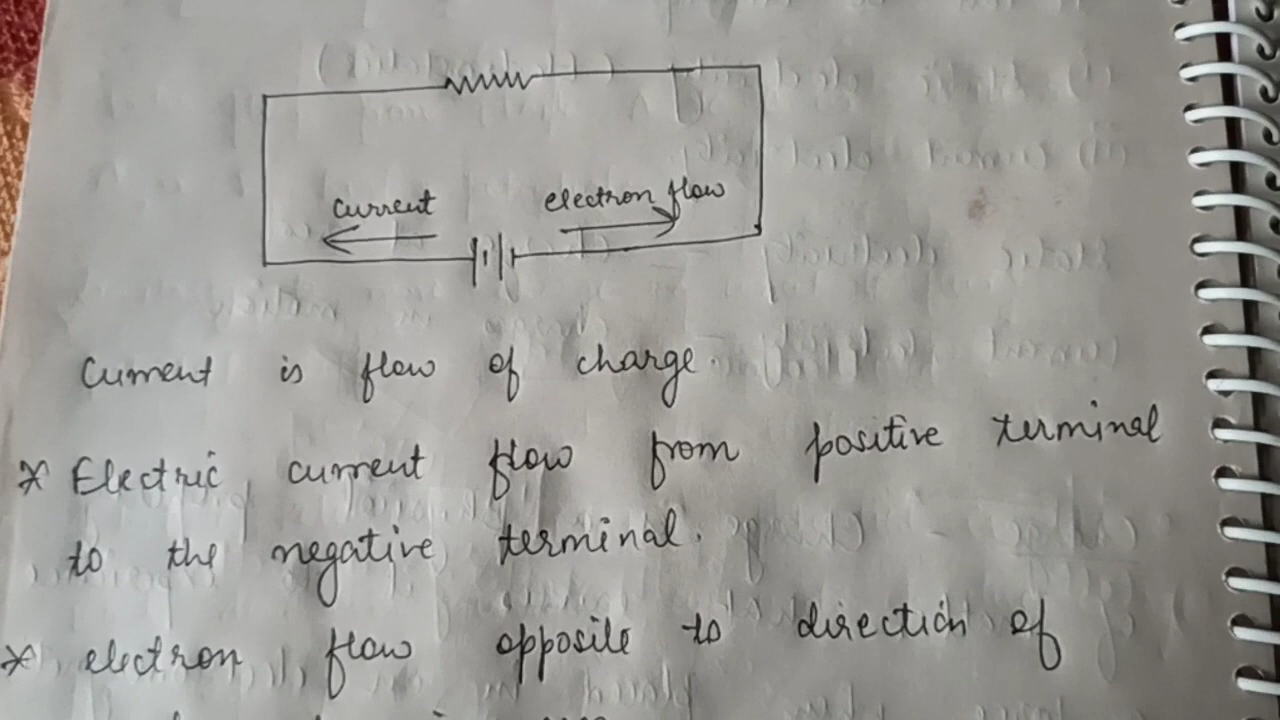 current
electron flow
Current is flow of charge.
* Electric current flow from positive terminal
to the negative terminal.
* electron flow opposite to direction of